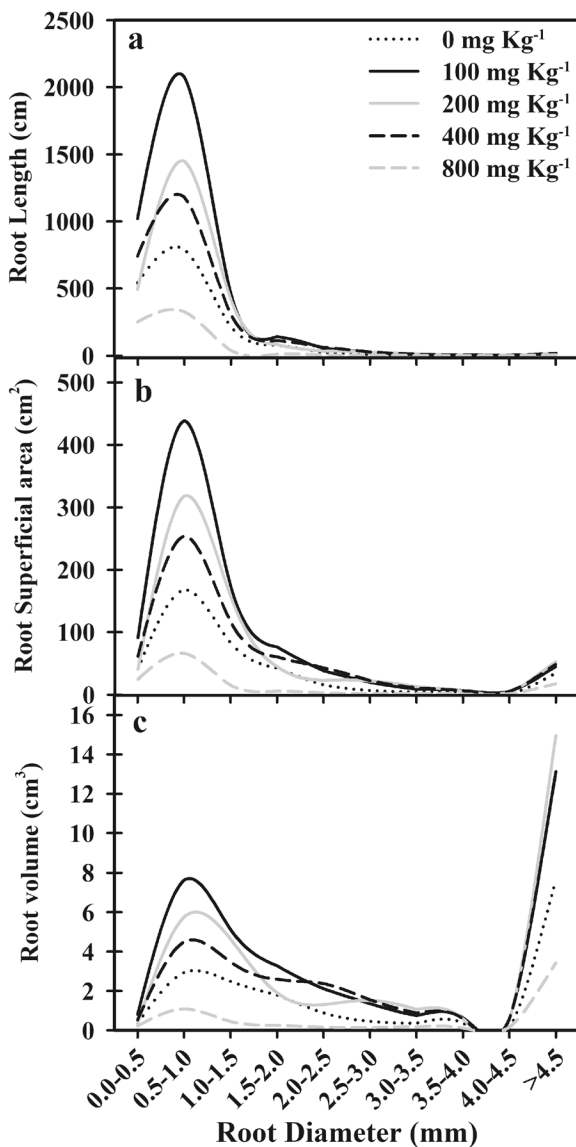 a
0 mg Kg⁻¹
100 mg Kg⁻¹
200 mg Kg⁻¹
400 mg Kg⁻¹
800 mg Kg⁻¹
2500
2000
1500
1000
500
0
Root Length (cm)
b
500
400
300
200
100
0
Root Superficial area (cm²)
c
16
14
12
10
8
6
4
2
0
Root volume (cm³)
0.0-0.5
0.5-1.0
1.0-1.5
1.5-2.0
2.0-2.5
2.5-3.0
3.0-3.5
3.5-4.0
4.0-4.5
>4.5
Root Diameter (mm)